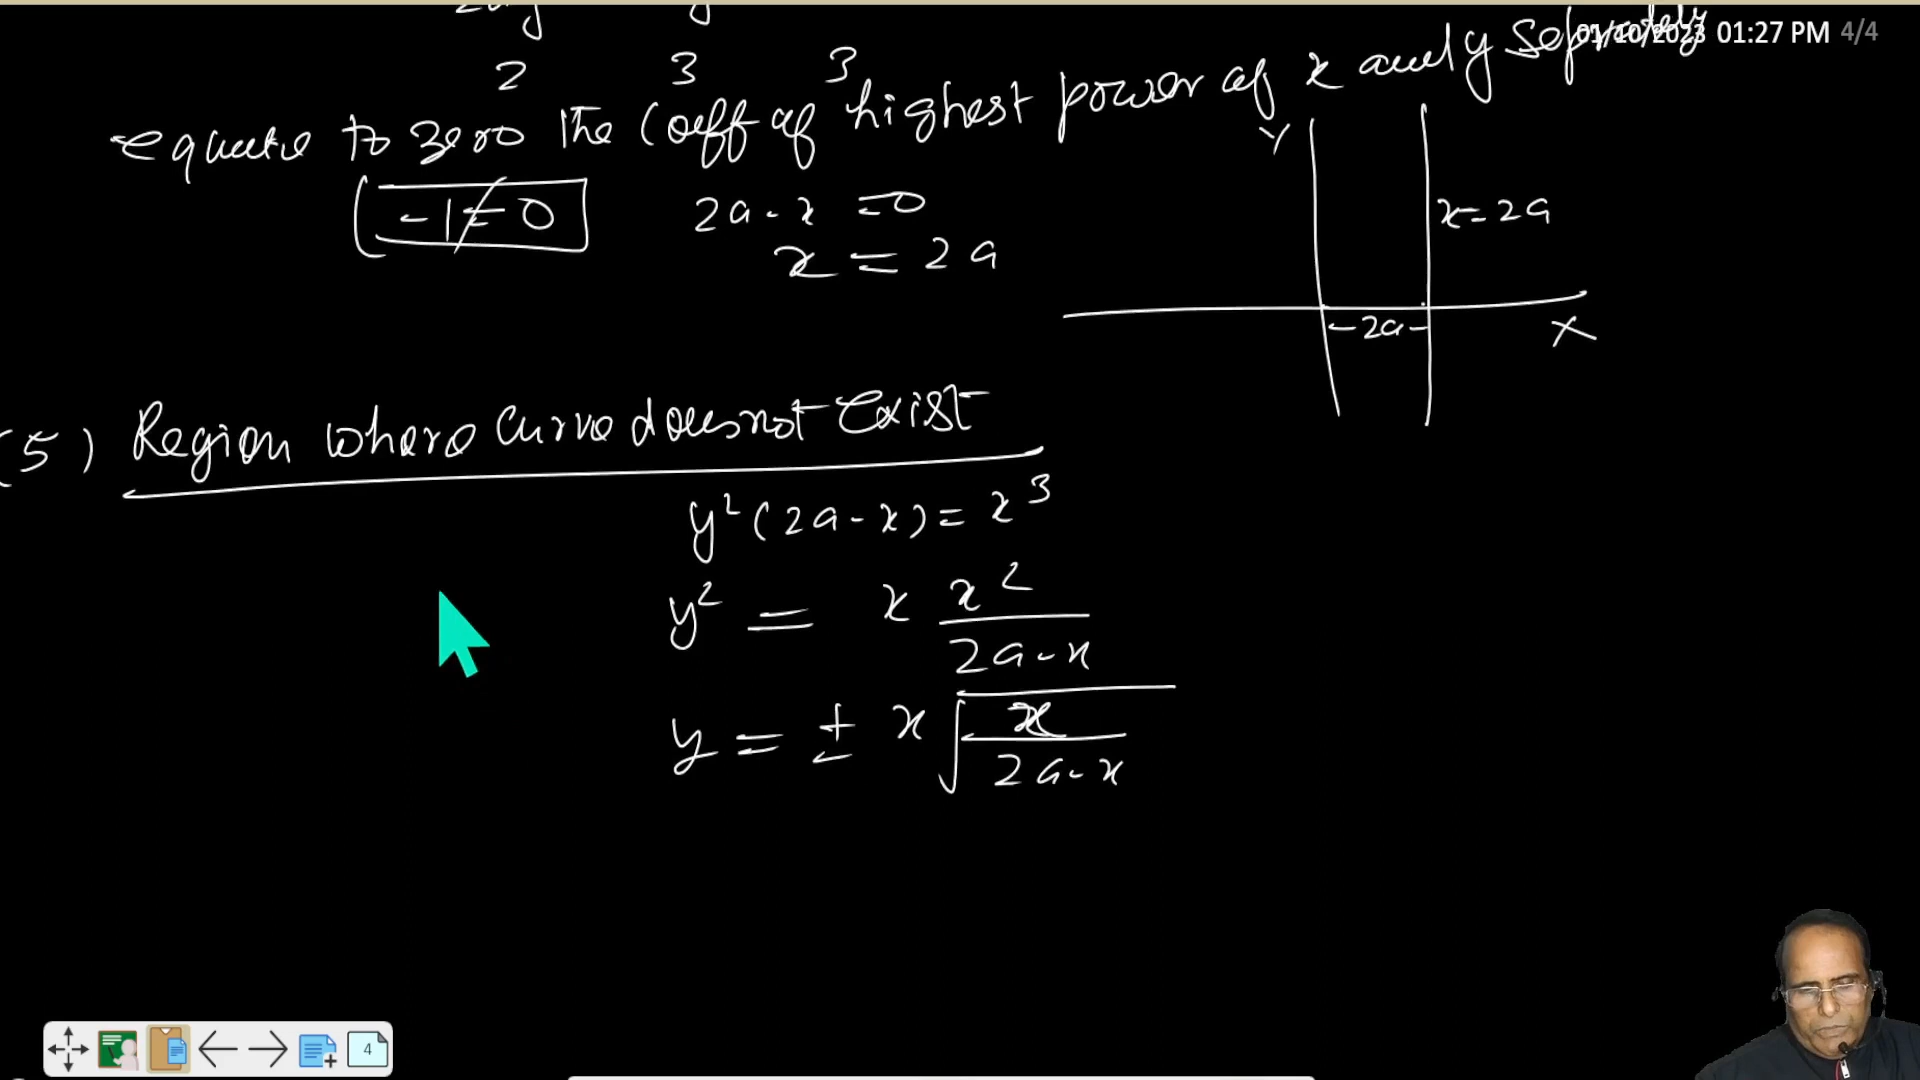 01/10/2023 01:27 PM 4/4
2 3 3
equate to zero the Coeff of highest power of x and y Seprately
-1≠0 2a-x=0
x=2a
Y
x=2a
-2a-
X
(5) Region where Curve does not Exist
y²(2a-x)=x³
y² = x x²/(2a-x)
y = ± x √(x/(2a-x))
4